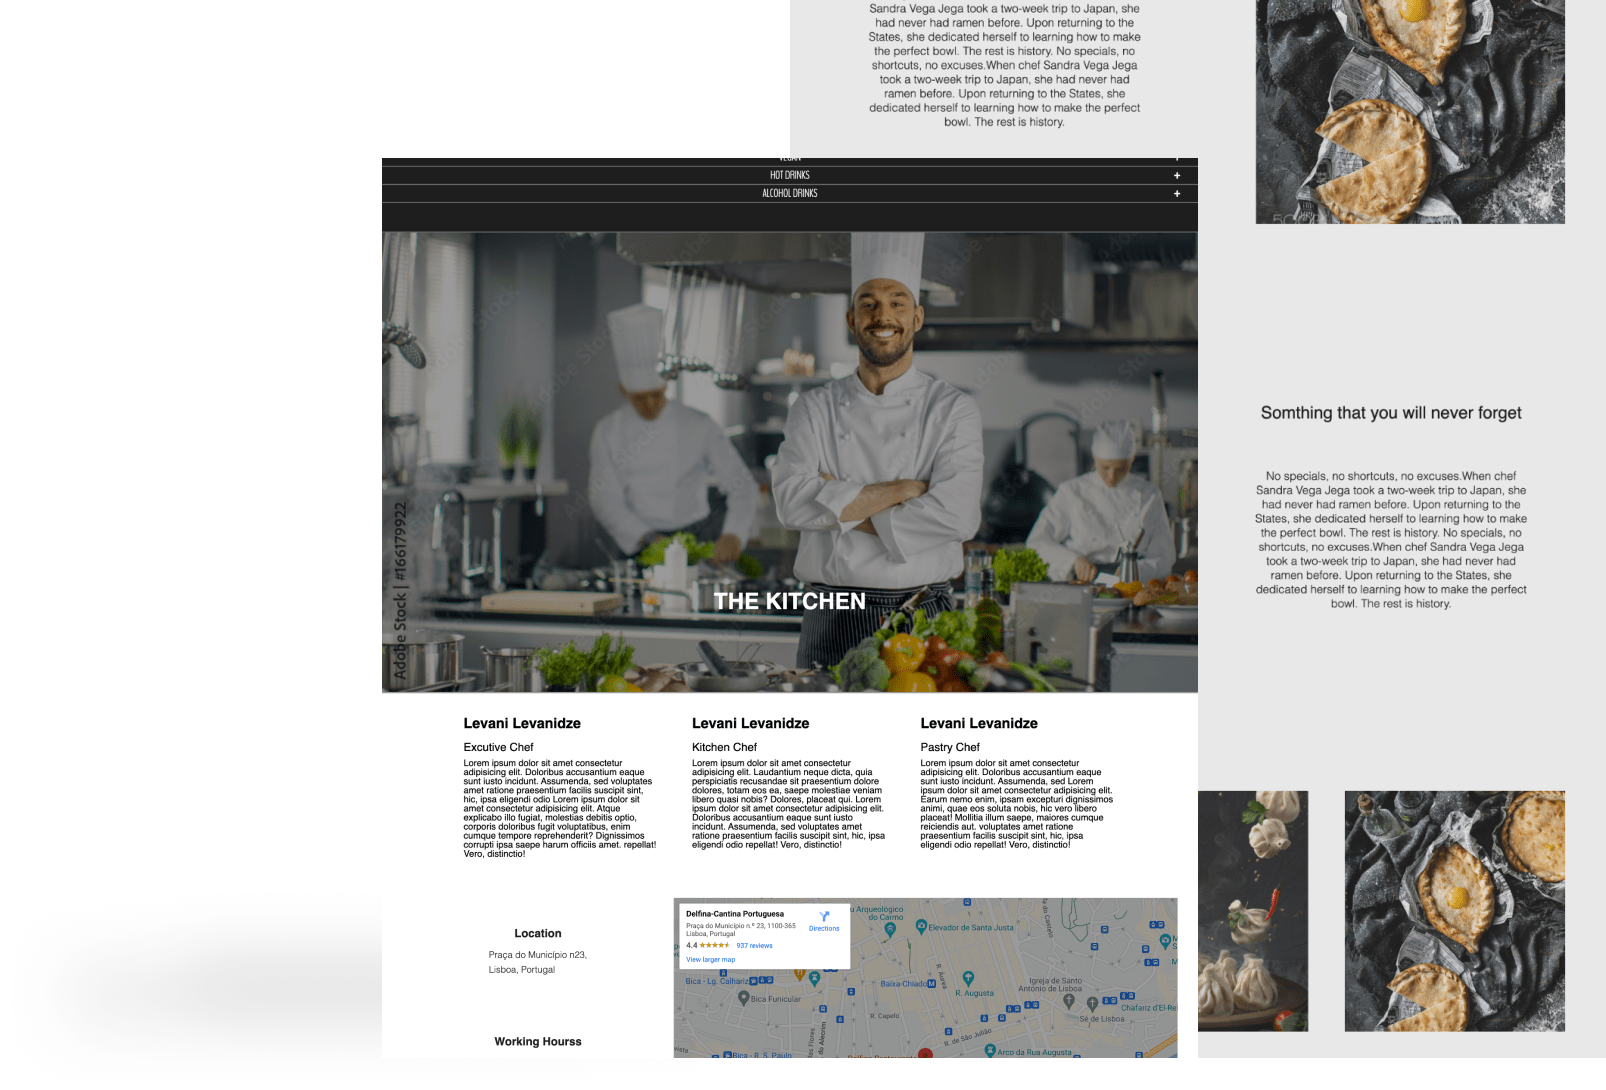 Sandra Vega Jega took a two-week trip to Japan, she
had never had ramen before. Upon returning to the
States, she dedicated herself to learning how to make
the perfect bowl. The rest is history. No specials, no
shortcuts, no excuses.When chef Sandra Vega Jega
took a two-week trip to Japan, she had never had
ramen before. Upon returning to the States, she
dedicated herself to learning how to make the perfect
bowl. The rest is history.
VEGAN
HOT DRINKS +
ALCOHOL DRINKS +
Adobe Stock | #166179922
THE KITCHEN
Somthing that you will never forget
No specials, no shortcuts, no excuses.When chef
Sandra Vega Jega took a two-week trip to Japan, she
had never had ramen before. Upon returning to the
States, she dedicated herself to learning how to make
the perfect bowl. The rest is history. No specials, no
shortcuts, no excuses.When chef Sandra Vega Jega
took a two-week trip to Japan, she had never had
ramen before. Upon returning to the States, she
dedicated herself to learning how to make the perfect
bowl. The rest is history.
Levani Levanidze
Excutive Chef
Lorem ipsum dolor sit amet consectetur
adipisicing elit. Doloribus accusantium eaque
sunt iusto incidunt. Assumenda, sed voluptates
amet ratione praesentium facilis suscipit sint,
hic, ipsa eligendi odio Lorem ipsum dolor sit
amet consectetur adipisicing elit. Atque
explicabo illo fugiat, molestias debitis optio,
corporis doloribus fugit voluptatibus, enim
cumque tempore reprehenderit? Dignissimos
corrupti ipsa saepe harum officiis amet. repellat!
Vero, distinctio!
Levani Levanidze
Kitchen Chef
Lorem ipsum dolor sit amet consectetur
adipisicing elit. Laudantium neque dicta, quia
perspiciatis recusandae sit praesentium dolore
dolores, totam eos ea, saepe molestiae veniam
libero quasi nobis? Dolores, placeat qui. Lorem
ipsum dolor sit amet consectetur adipisicing elit.
Doloribus accusantium eaque sunt iusto
incidunt. Assumenda, sed voluptates amet
ratione praesentium facilis suscipit sint, hic, ipsa
eligendi odio repellat! Vero, distinctio!
Levani Levanidze
Pastry Chef
Lorem ipsum dolor sit amet consectetur
adipisicing elit. Doloribus accusantium eaque
sunt iusto incidunt. Assumenda, sed Lorem
ipsum dolor sit amet consectetur adipisicing elit.
Earum nemo enim, ipsam excepturi dignissimos
animi, quae eos soluta nobis, hic vero libero
placeat! Mollitia illum saepe, maiores cumque
reiciendis aut. voluptates amet ratione
praesentium facilis suscipit sint, hic, ipsa
eligendi odio repellat! Vero, distinctio!
Location
Praça do Município n23,
Lisboa, Portugal
Working Hourss
Delfina-Cantina Portuguesa
Praça do Município n.º 23, 1100-365
Lisboa, Portugal
4.4 937 reviews
View larger map
Directions
u Arqueológico
do Carmo
Elevador de Santa Justa
Bica - Lg. Calhariz
Bica Funicular
Baixa-Chiado M
R. Áurea
R. Augusta
Igreja de Santo
António de Lisboa
Chafariz d'El-Re
Sé de Lisboa
R. Capelo
R. de São Julião
Arco da Rua Augusta
Bica - R. S. Paulo
do Alecrim
vista